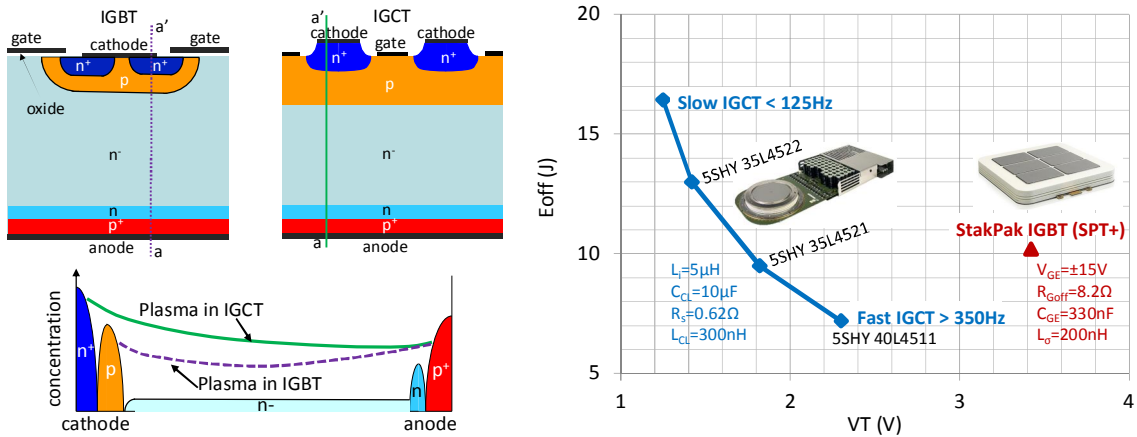 IGBT
a'
gate
cathode
gate
n+
n+
p
oxide
n-
n
p+
anode
a
IGCT
a'
cathode
cathode
gate
n+
n+
p
n-
n
p+
a
anode
concentration
Plasma in IGCT
Plasma in IGBT
n+
p
n-
n
p+
cathode
anode
Eoff (J)
20
15
10
5
1
2
3
4
VT (V)
Slow IGCT < 125Hz
5SHY 35L4522
5SHY 35L4521
Fast IGCT > 350Hz
5SHY 40L4511
Li=5µH
CCL=10µF
Rs=0.62Ω
LCL=300nH
StakPak IGBT (SPT+)
VGE=±15V
RGoff=8.2Ω
CGE=330nF
Lσ=200nH